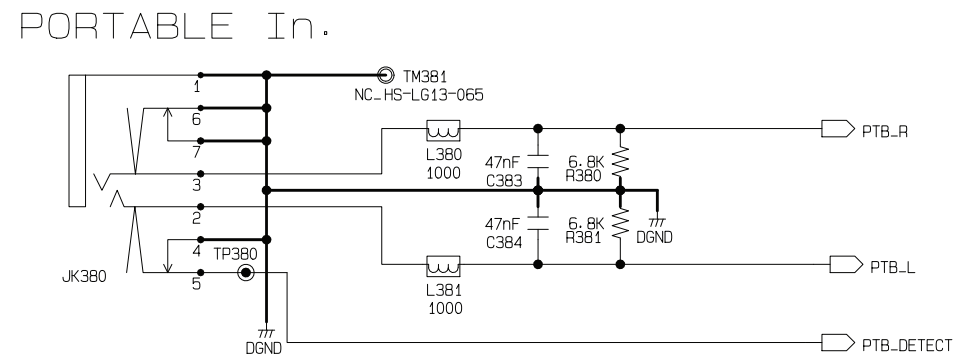 PORTABLE In.
1
TM381
NC_HS-LG13-065
6
7
PTB_R
L380
1000
47nF
C383
6.8K
R380
3
2
47nF
C384
6.8K
R381
DGND
4
TP380
JK380
5
PTB_L
L381
1000
DGND
PTB_DETECT